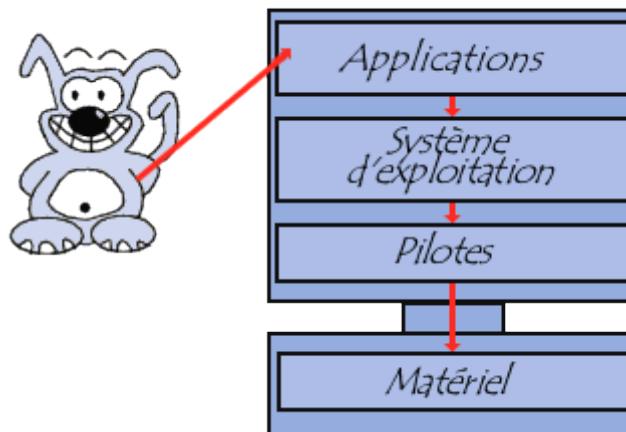 Applications
Système
d'exploitation
Pilotes
Matériel